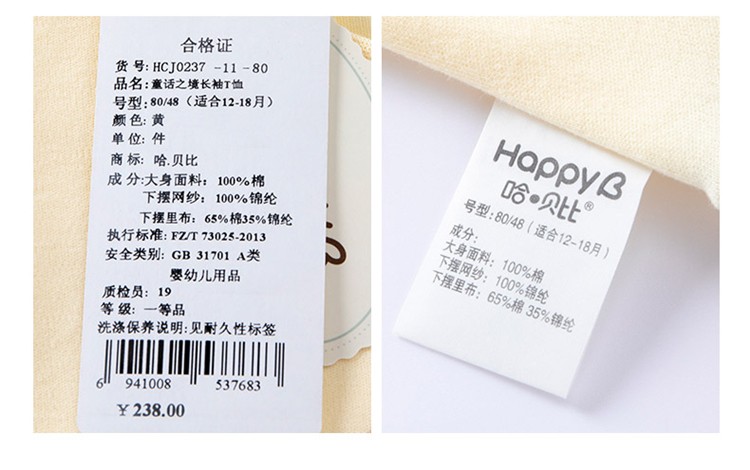 合格证
货 号: HCJ0237 -11 -80
品名: 童话之境长袖T恤
号型: 80/48（适合12-18月）
颜 色: 黄
单 位: 件
商 标: 哈.贝比
成 分:大身面料: 100%棉
下摆网纱: 100%锦纶
下摆里布: 65%棉35%锦纶
执行标准: FZ/T 73025-2013
安全类别: GB 31701 A类
婴幼儿用品
质检员: 19
等 级: 一等品
洗涤保养说明:见耐久性标签
6 941008 537683
¥ 238.00
HappyB
哈•贝比®
号型: 80/48（适合12-18月）
成分:
大身面料: 100%棉
下摆网纱: 100%锦纶
下摆里布: 65%棉 35%锦纶